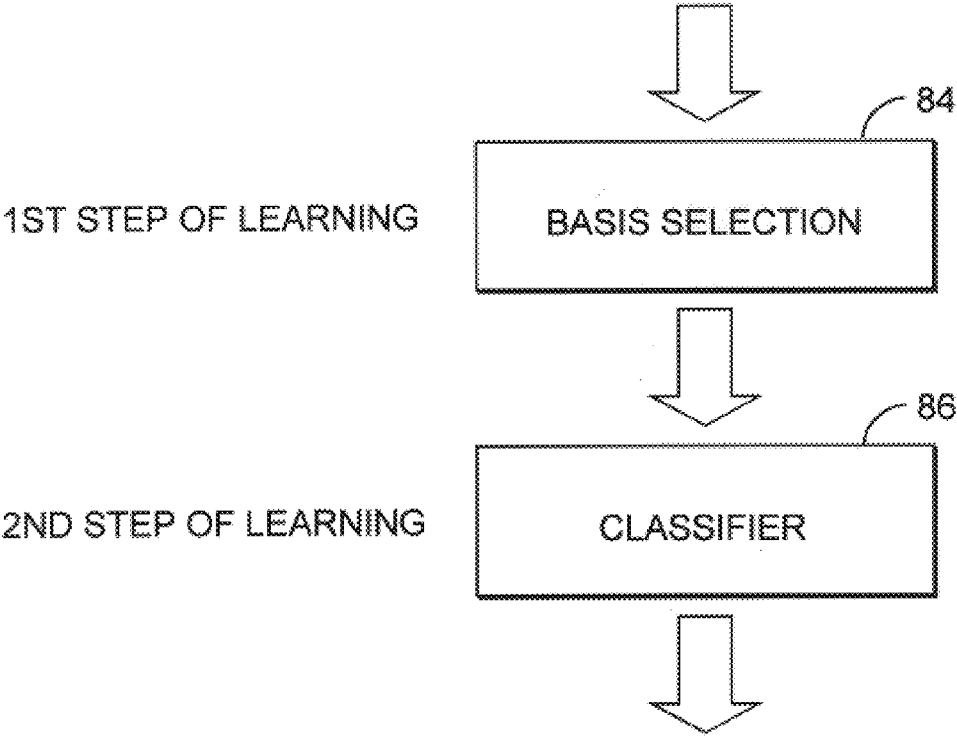 84
1ST STEP OF LEARNING
BASIS SELECTION
86
2ND STEP OF LEARNING
CLASSIFIER